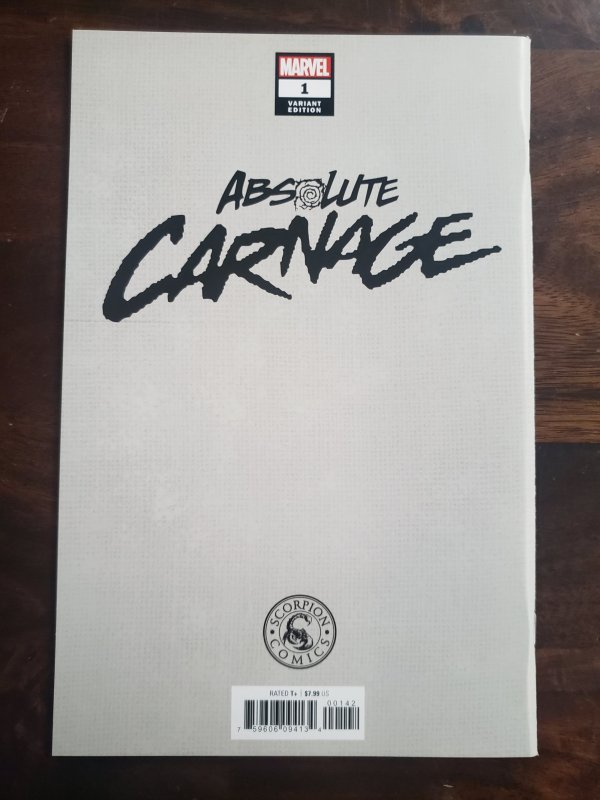 MARVEL
1
VARIANT
EDITION
ABSOLUTE
CARNAGE
SCORPION
COMICS
RATED T+ | $7.99 US
00142
7 59606 09413 4